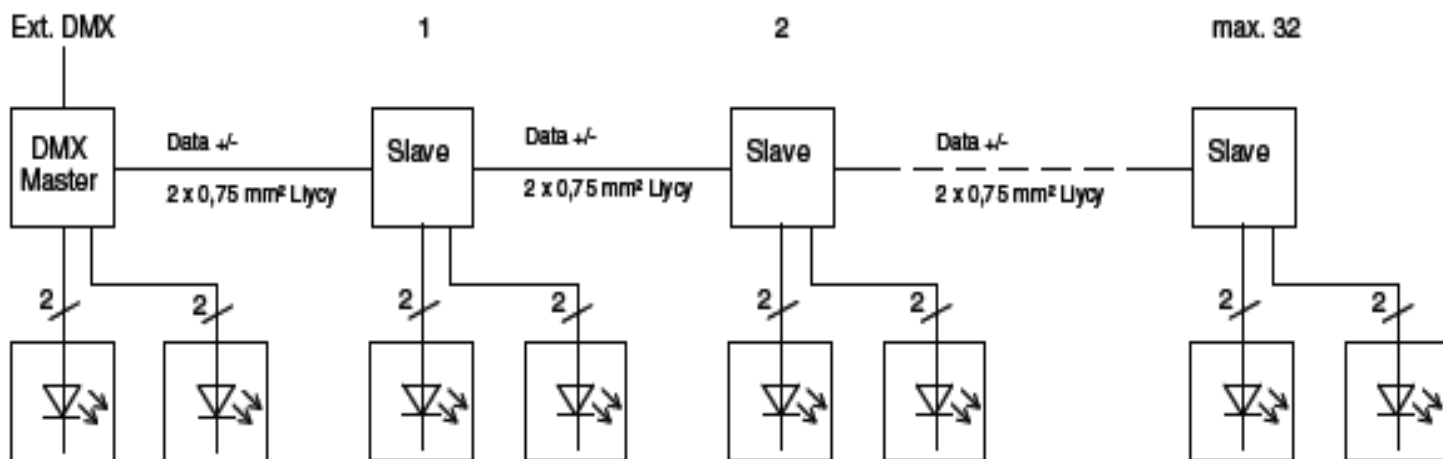 Ext. DMX
1
2
max. 32
DMX
Master
Data +/-
2 x 0,75 mm² Liycy
Slave
Data +/-
2 x 0,75 mm² Liycy
Slave
Data +/-
2 x 0,75 mm² Liycy
Slave
2
2
2
2
2
2
2
2